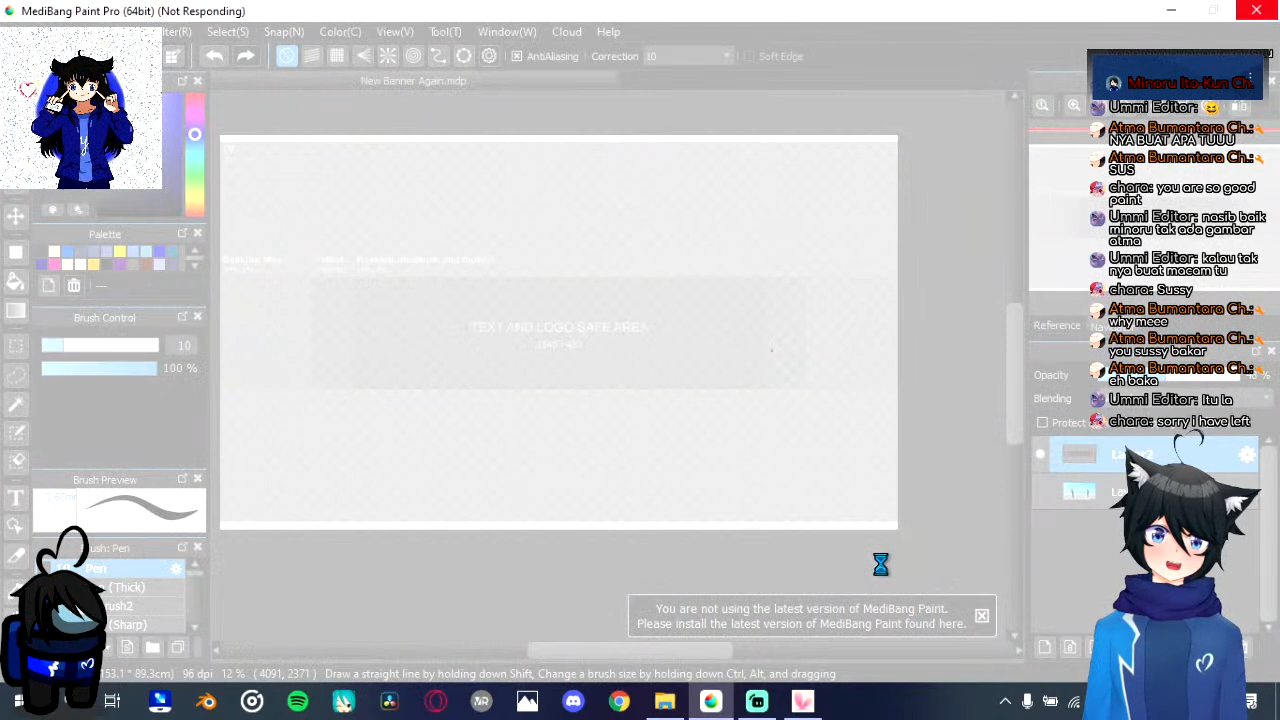 MediBang Paint Pro (64bit) (Not Responding)
Select(S) Snap(N) Color(C) View(V) Tool(T) Window(W) Cloud Help
AntiAliasing Correction 10 Soft Edge
New Banner Again.mdp
Palette
Brush Control
10
100 %
Brush Preview
Brush: Pen
Pen
(Thick)
(Sharp)
TEXT AND LOGO SAFE AREA
You are not using the latest version of MediBang Paint.
Please install the latest version of MediBang Paint found here.
96 dpi 12 % ( 4091, 2371) Draw a straight line by holding down Shift, Change a brush size by holding down Ctrl, Alt, and dragging
Minoru Ito-Kun Ch.
Ummi Editor: 😆
Atma Bumantara Ch.:
NYA BUAT APA TUUU
Atma Bumantara Ch.:
SUS
chara: you are so good
paint
Ummi Editor: nasib baik
minoru tak ada gambar
atma
Ummi Editor: kalau tak
nya buat macam tu
chara: Sussy
Atma Bumantara Ch.:
why meee
Atma Bumantara Ch.:
you sussy bakar
Atma Bumantara Ch.:
eh baka
Ummi Editor: Itu la
chara: sorry i have left
Reference
Opacity
Blending
Protect